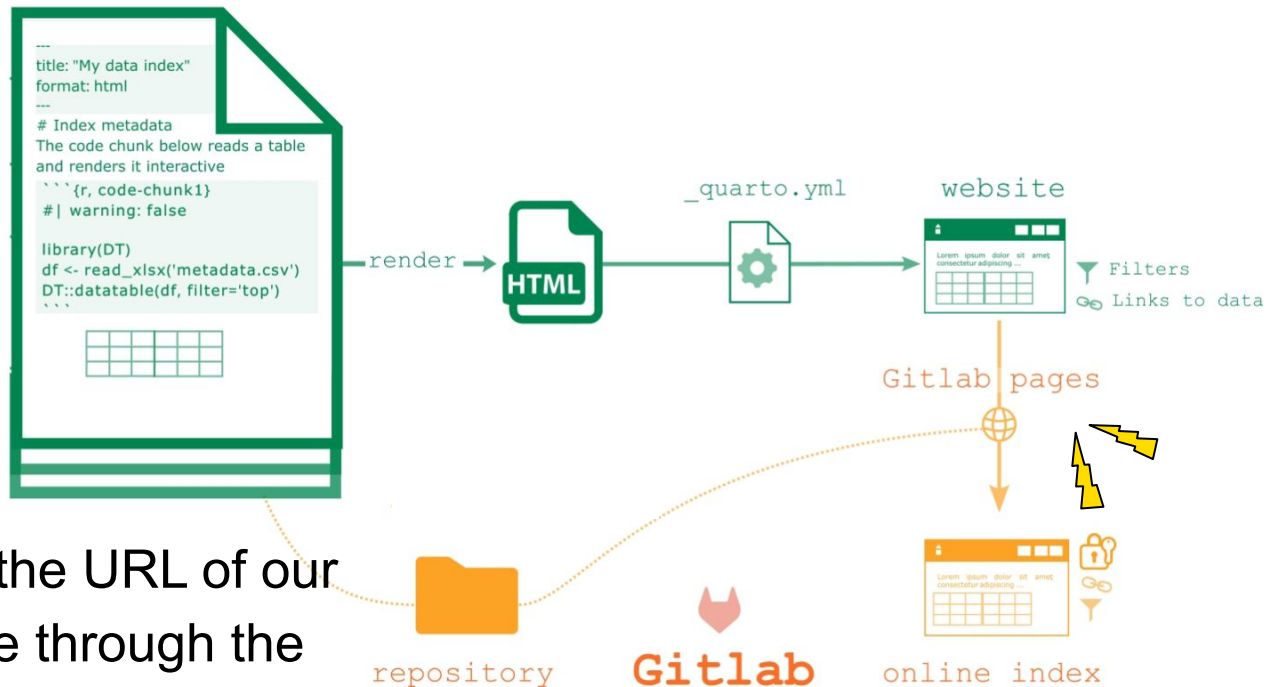 ---
title: "My data index"
format: html
---
# Index metadata
The code chunk below reads a table
and renders it interactive
```{r, code-chunk1}
#| warning: false
library(DT)
df <- read_xlsx('metadata.csv')
DT::datatable(df, filter='top')
```
render
HTML
_quarto.yml
website
Lorem ipsum dolor sit amet,
consectetur adipiscing ...
Filters
Links to data
Gitlab pages
the URL of our
e through the
repository
Gitlab
Lorem ipsum dolor sit amet,
consectetur adipiscing ...
online index